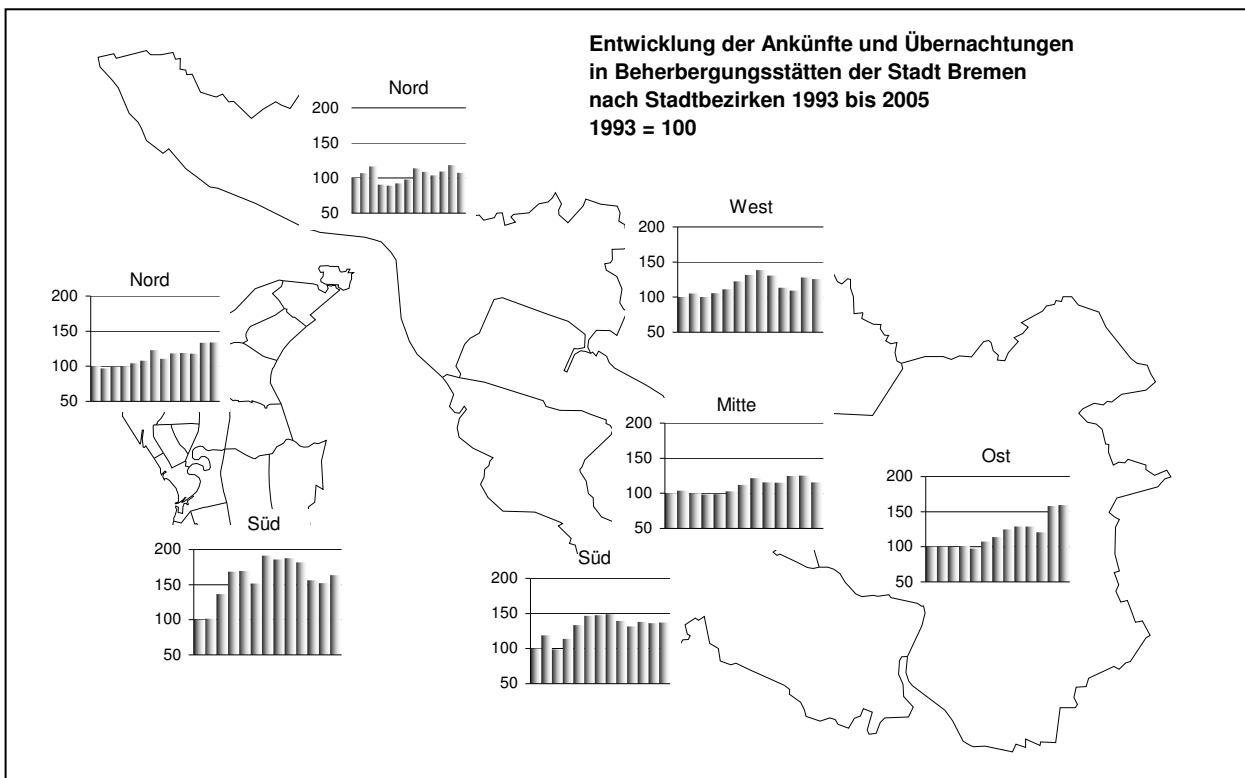 Entwicklung der Ankünfte und Übernachtungen
in Beherbergungsstätten der Stadt Bremen
nach Stadtbezirken 1993 bis 2005
1993 = 100
Nord
200
150
100
50
West
200
150
100
50
Nord
200
150
100
50
Mitte
200
150
100
50
Ost
200
150
100
50
Süd
200
150
100
50
Süd
200
150
100
50